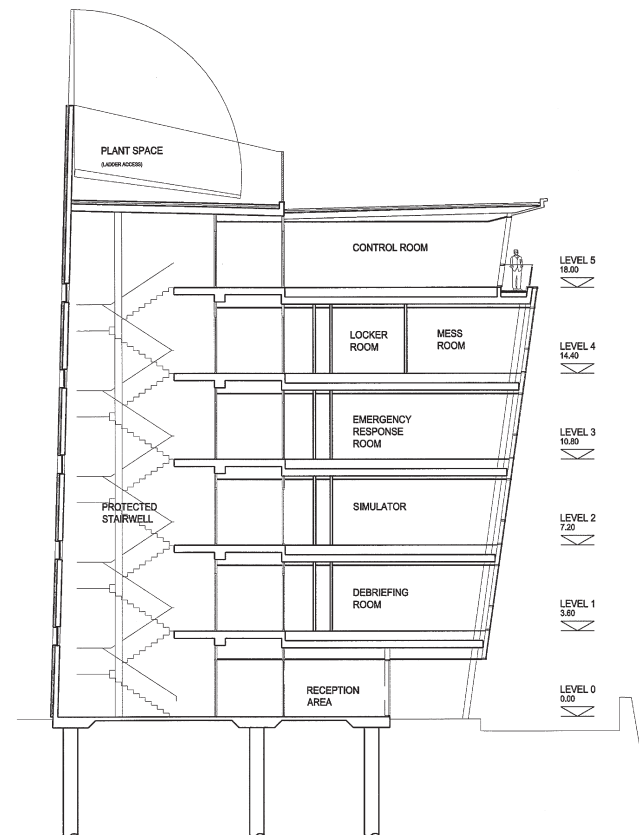 PLANT SPACE
(LADDER ACCESS)
CONTROL ROOM
LEVEL 5
18.00
LOCKER
ROOM
MESS
ROOM
LEVEL 4
14.40
EMERGENCY
RESPONSE
ROOM
LEVEL 3
10.80
PROTECTED
STAIRWELL
SIMULATOR
LEVEL 2
7.20
DEBRIEFING
ROOM
LEVEL 1
3.60
RECEPTION
AREA
LEVEL 0
0.00